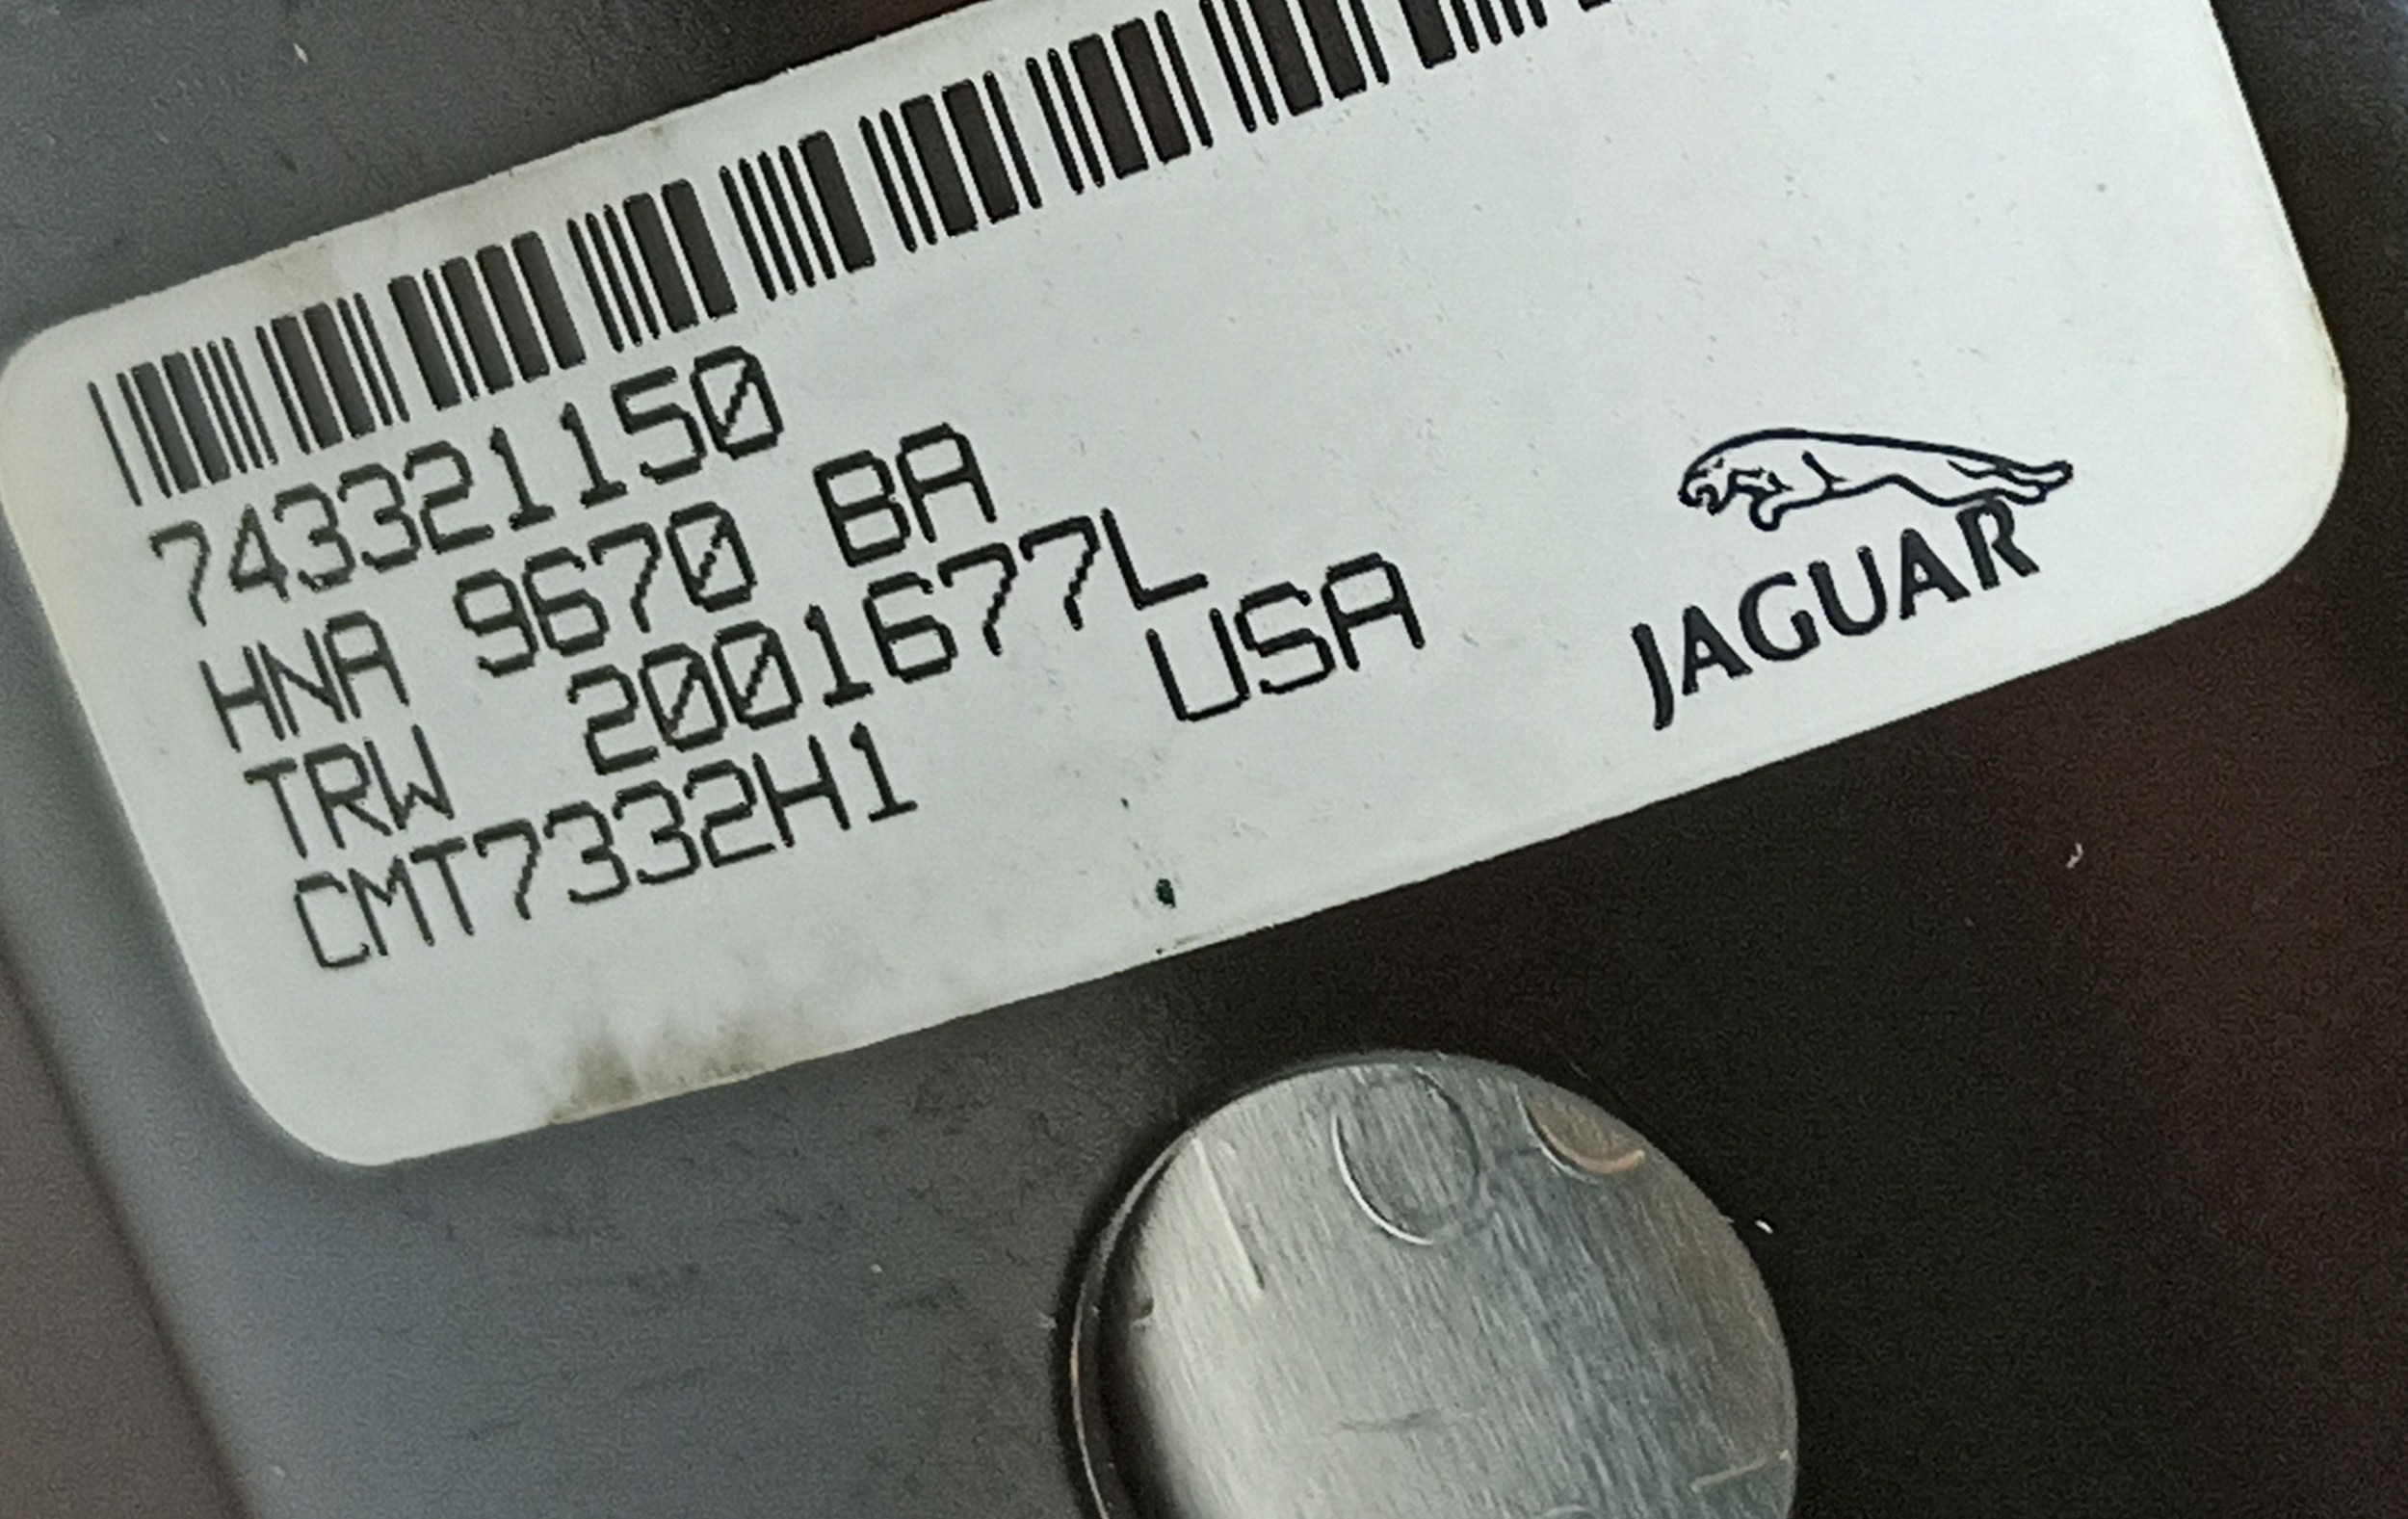 743321150
HNA 9670 BA
TRW 2001677L
USA
CMT7332H1
JAGUAR